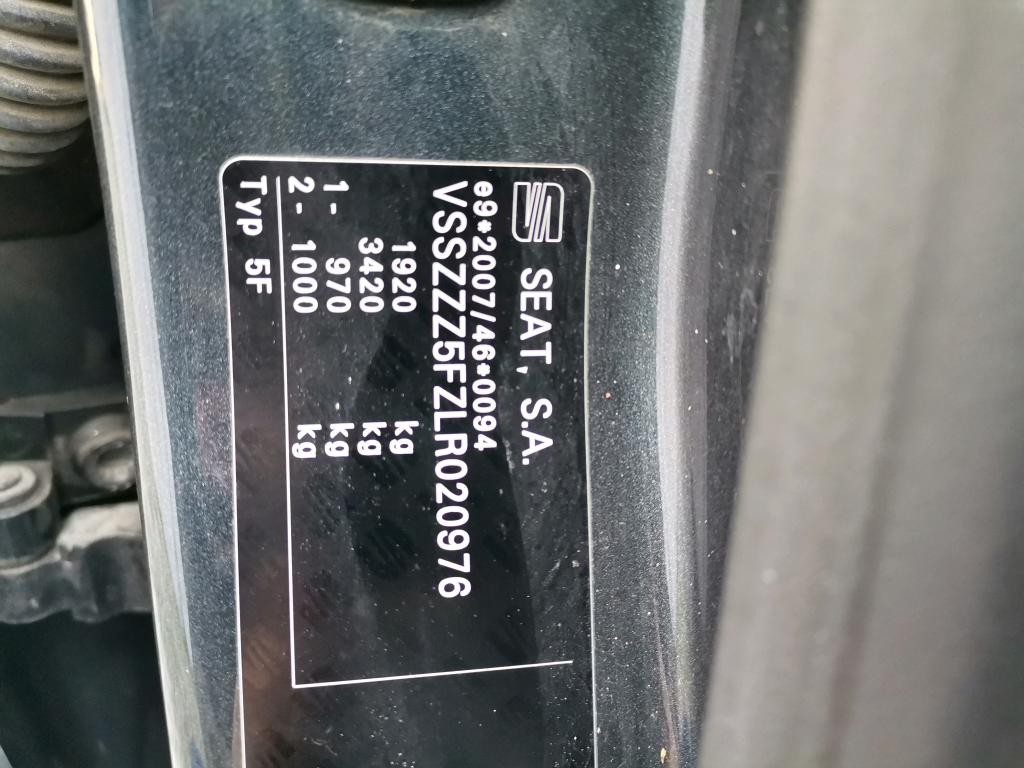 SEAT, S.A.
e9*2007/46*0094
VSSZZZ5FZLR020976
1920 kg
3420 kg
1- 970 kg
2- 1000 kg
Typ 5F